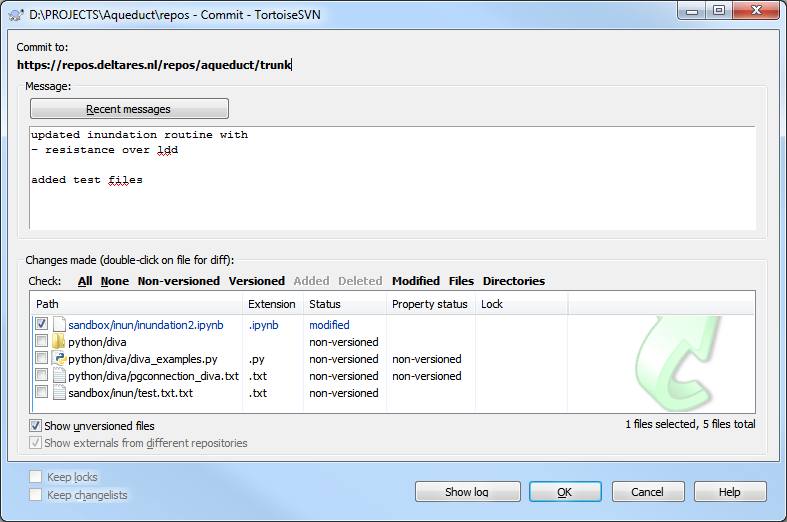 D:\PROJECTS\Aqueduct\repos - Commit - TortoiseSVN
Commit to:
https://repos.deltares.nl/repos/aqueduct/trunk
Message:
Recent messages
updated inundation routine with
- resistance over ldd
added test files
Changes made (double-click on file for diff):
Check: All None Non-versioned Versioned Added Deleted Modified Files Directories
Path Extension Status Property status Lock
sandbox/inun/inundation2.ipynb .ipynb modified
python/diva non-versioned
python/diva/diva_examples.py .py non-versioned non-versioned
python/diva/pgconnection_diva.txt .txt non-versioned non-versioned
sandbox/inun/test.txt.txt .txt non-versioned
Show unversioned files 1 files selected, 5 files total
Show externals from different repositories
Keep locks
Keep changelists
Show log OK Cancel Help